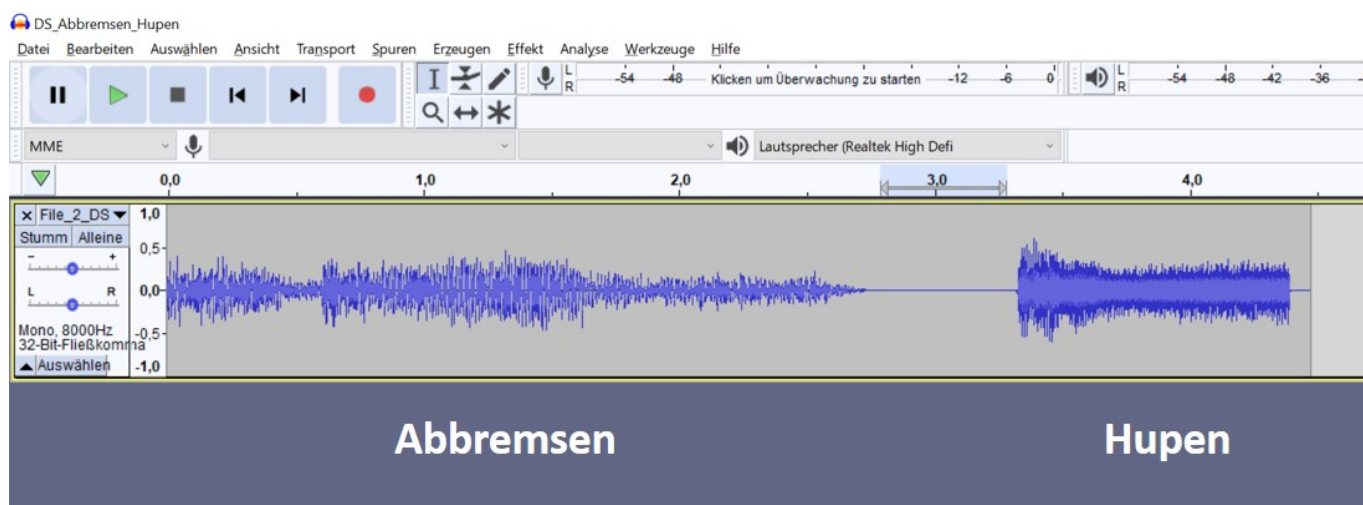 DS_Abbremsen_Hupen
Datei Bearbeiten Auswählen Ansicht Transport Spuren Erzeugen Effekt Analyse Werkzeuge Hilfe
L R -54 -48 Klicken um Überwachung zu starten -12 -6 0 L R -54 -48 -42 -36
MME Lautsprecher (Realtek High Defi
0,0 1,0 2,0 3,0 4,0
x File_2_DS 1,0
Stumm Alleine 0,5
- +
L R 0,0
Mono, 8000Hz -0,5
32-Bit-Fließkomma
Auswählen -1,0
Abbremsen Hupen